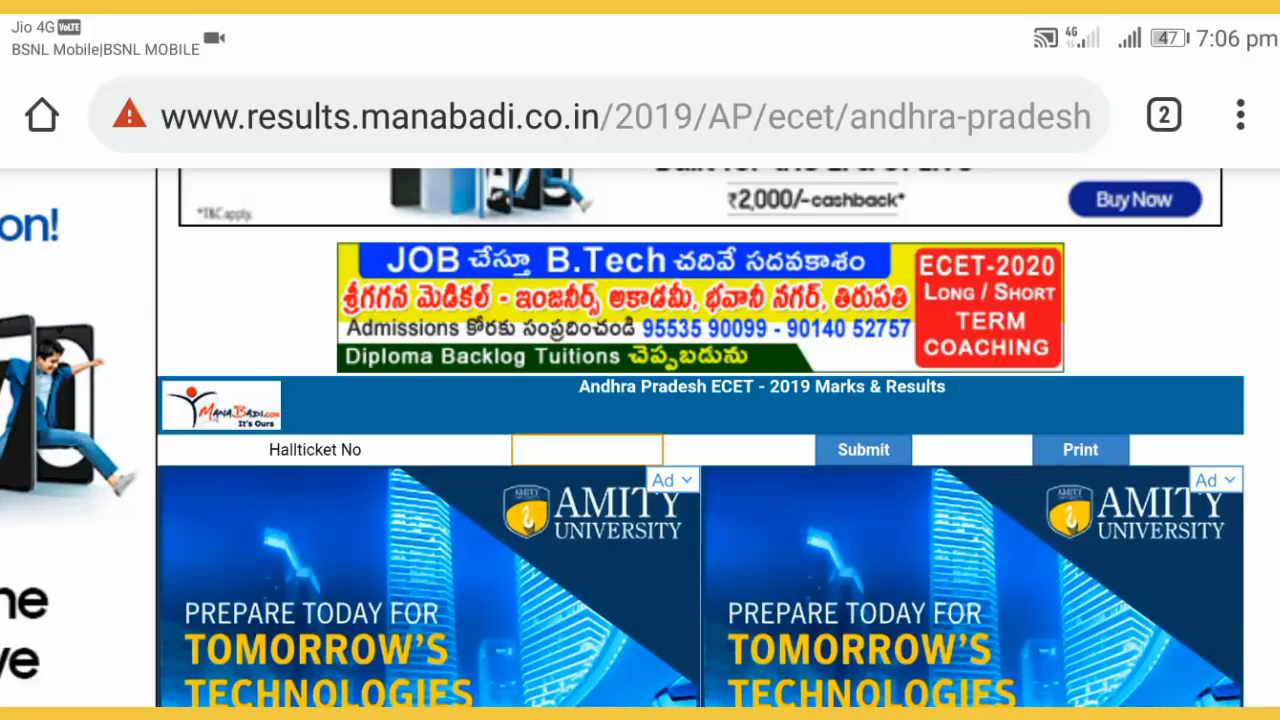 Jio 4G VoLTE
BSNL Mobile|BSNL MOBILE
4G
47
7:06 pm
www.results.manabadi.co.in/2019/AP/ecet/andhra-pradesh
2
*T&C apply.
₹2,000/-cashback*
Buy Now
on!
JOB చేస్తూ B.Tech చదివే సదవకాశం
శ్రీగగన మెడికల్ - ఇంజనీర్స్ అకాడమీ, భవానీ నగర్, తిరుపతి
Admissions కోరకు సంప్రదించండి 95535 90099 - 90140 52757
Diploma Backlog Tuitions చెప్పబడును
ECET-2020
LONG / SHORT
TERM
COACHING
MANABADI.COM
It's Ours
Andhra Pradesh ECET - 2019 Marks & Results
Hallticket No
Submit
Print
Ad
AMITY
UNIVERSITY
PREPARE TODAY FOR
TOMORROW'S
TECHNOLOGIES
Ad
AMITY
UNIVERSITY
PREPARE TODAY FOR
TOMORROW'S
TECHNOLOGIES